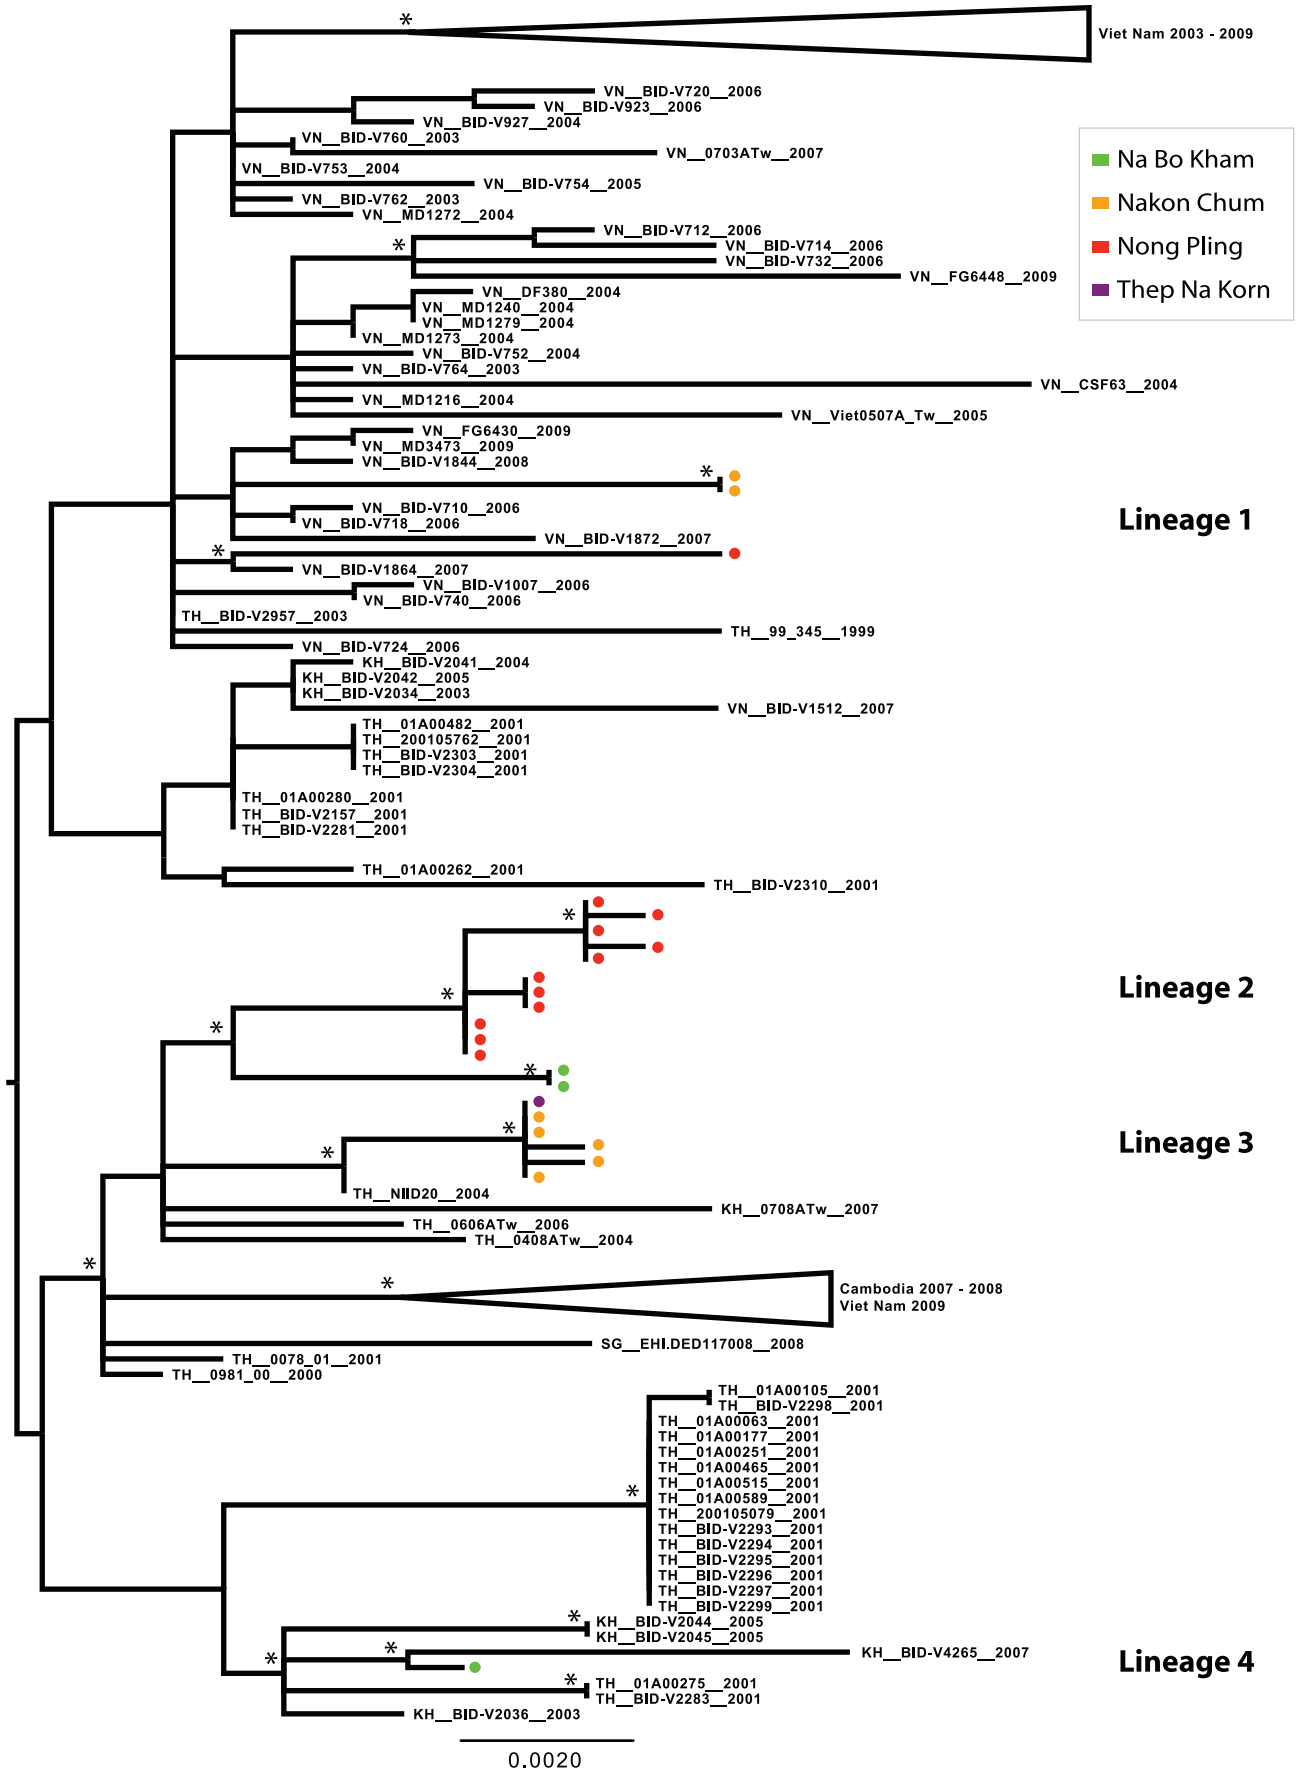 *
Viet Nam 2003 - 2009
VN__BID-V720__2006
VN__BID-V923__2006
VN__BID-V927__2004
VN__BID-V760__2003
VN__0703ATw__2007
VN__BID-V753__2004
VN__BID-V754__2005
VN__BID-V762__2003
VN__MD1272__2004
Na Bo Kham
Nakon Chum
Nong Pling
Thep Na Korn
VN__BID-V712__2006
*
VN__BID-V714__2006
VN__BID-V732__2006
VN__FG6448__2009
VN__DF380__2004
VN__MD1240__2004
VN__MD1279__2004
VN__MD1273__2004
VN__BID-V752__2004
VN__BID-V764__2003
VN__CSF63__2004
VN__MD1216__2004
VN__Viet0507A_Tw__2005
VN__FG6430__2009
VN__MD3473__2009
VN__BID-V1844__2008
*
VN__BID-V710__2006
VN__BID-V718__2006
Lineage 1
VN__BID-V1872__2007
*
VN__BID-V1864__2007
VN__BID-V1007__2006
VN__BID-V740__2006
TH__BID-V2957__2003
TH__99_345__1999
VN__BID-V724__2006
KH__BID-V2041__2004
KH__BID-V2042__2005
KH__BID-V2034__2003
VN__BID-V1512__2007
TH__01A00482__2001
TH__200105762__2001
TH__BID-V2303__2001
TH__BID-V2304__2001
TH__01A00280__2001
TH__BID-V2157__2001
TH__BID-V2281__2001
TH__01A00262__2001
TH__BID-V2310__2001
*
Lineage 2
*
*
*
*
Lineage 3
*
TH__NIID20__2004
KH__0708ATw__2007
TH__0606ATw__2006
TH__0408ATw__2004
*
*
Cambodia 2007 - 2008
Viet Nam 2009
SG__EHI.DED117008__2008
TH__0078_01__2001
TH__0981_00__2000
TH__01A00105__2001
TH__BID-V2298__2001
TH__01A00063__2001
TH__01A00177__2001
TH__01A00251__2001
TH__01A00465__2001
TH__01A00515__2001
*
TH__01A00589__2001
TH__200105079__2001
TH__BID-V2293__2001
TH__BID-V2294__2001
TH__BID-V2295__2001
TH__BID-V2296__2001
TH__BID-V2297__2001
TH__BID-V2299__2001
*
KH__BID-V2044__2005
KH__BID-V2045__2005
*
*
KH__BID-V4265__2007
Lineage 4
*
TH__01A00275__2001
TH__BID-V2283__2001
KH__BID-V2036__2003
0.0020